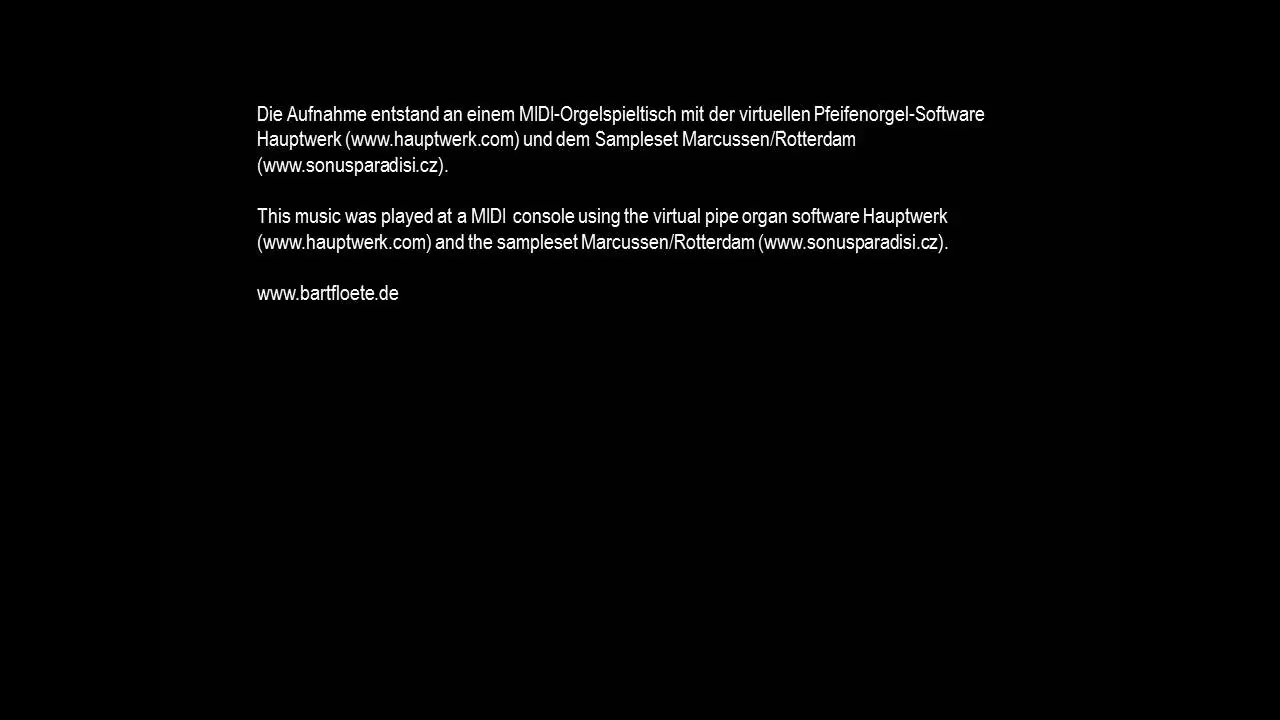 Die Aufnahme entstand an einem MIDI-Orgelspieltisch mit der virtuellen Pfeifenorgel-Software
Hauptwerk (www.hauptwerk.com) und dem Sampleset Marcussen/Rotterdam
(www.sonusparadisi.cz).
This music was played at a MIDI console using the virtual pipe organ software Hauptwerk
(www.hauptwerk.com) and the sampleset Marcussen/Rotterdam (www.sonusparadisi.cz).
www.bartfloete.de